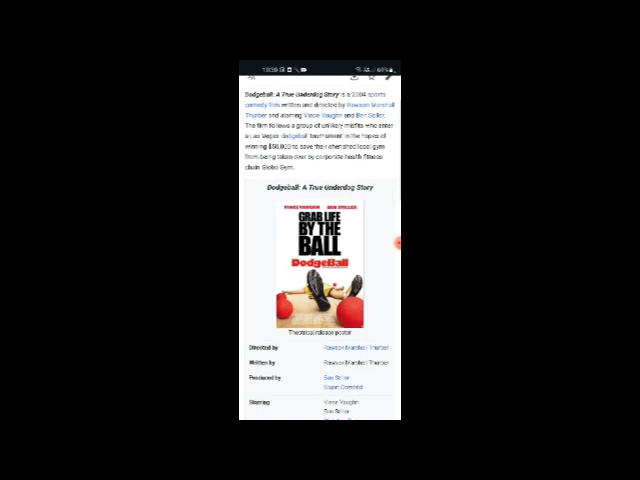 Dodgeball: A True Underdog Story is a 2004 sports
comedy film written and directed by Rawson Marshall
Thurber and starring Vince Vaughn and Ben Stiller.
The film follows a group of unlikely misfits who enter
a Las Vegas dodgeball tournament in the hopes of
winning $50,000 to save their cherished local gym
from being taken over by corporate health fitness
chain Globo Gym.
Dodgeball: A True Underdog Story
VINCE VAUGHN BEN STILLER
GRAB LIFE
BY THE
BALL
DodgeBall
Theatrical release poster
Directed by Rawson Marshall Thurber
Written by Rawson Marshall Thurber
Produced by Ben Stiller
Stuart Cornfeld
Starring Vince Vaughn
Ben Stiller